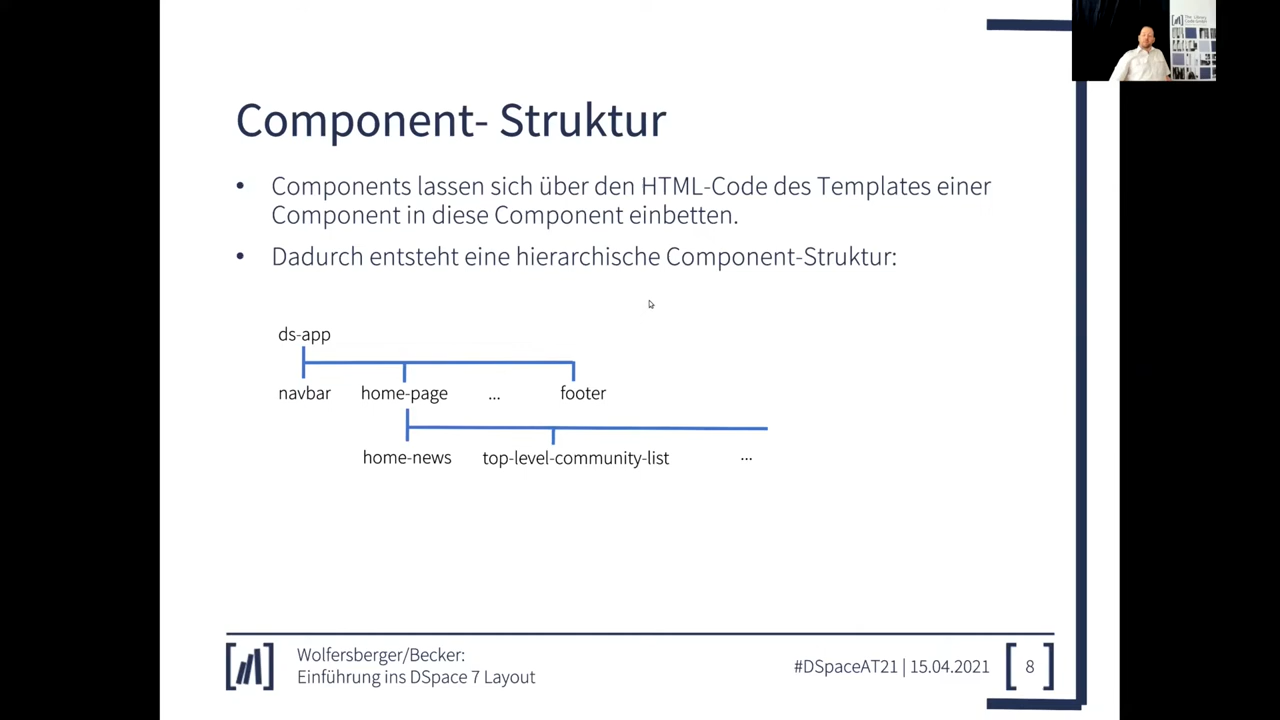 Component- Struktur
• Components lassen sich über den HTML-Code des Templates einer
Component in diese Component einbetten.
• Dadurch entsteht eine hierarchische Component-Struktur:
ds-app
navbar home-page ... footer
home-news top-level-community-list ...
Wolfersberger/Becker:
Einführung ins DSpace 7 Layout
#DSpaceAT21 | 15.04.2021
8